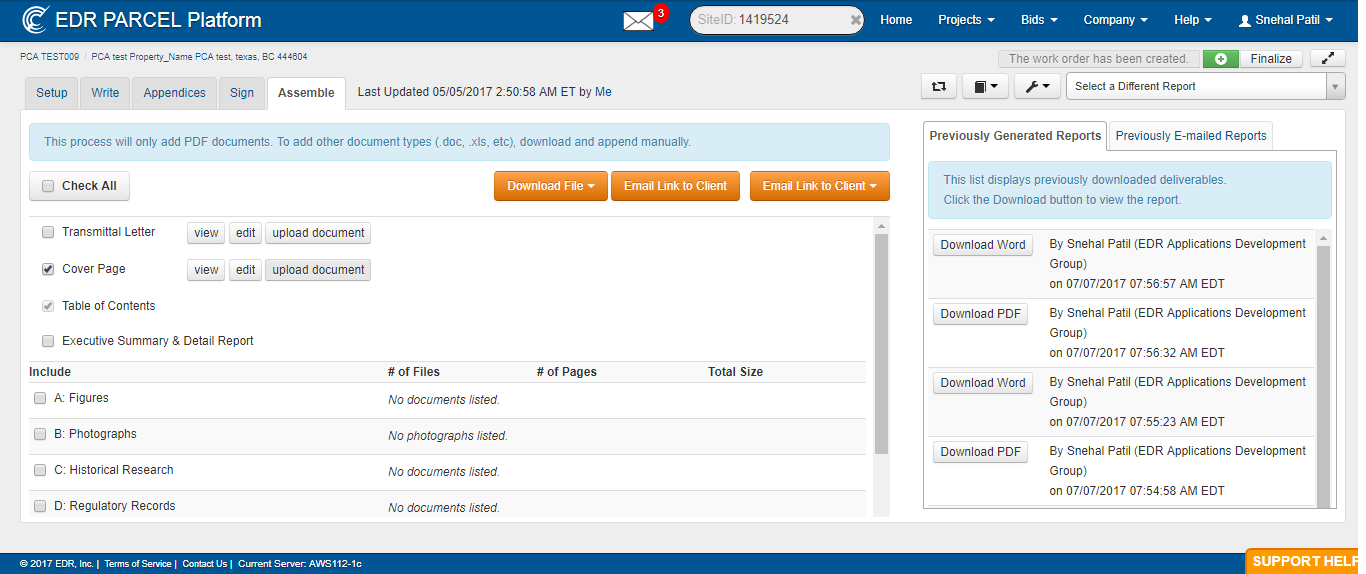 EDR PARCEL Platform
3
SiteID: 1419524
Home
Projects
Bids
Company
Help
Snehal Patil
PCA TEST009 / PCA test Property_Name PCA test, texas, BC 444604
The work order has been created.
Finalize
Setup
Write
Appendices
Sign
Assemble
Last Updated 05/05/2017 2:50:58 AM ET by Me
Select a Different Report
This process will only add PDF documents. To add other document types (.doc, .xls, etc), download and append manually.
Check All
Download File
Email Link to Client
Email Link to Client
Transmittal Letter
view
edit
upload document
Cover Page
view
edit
upload document
Table of Contents
Executive Summary & Detail Report
Include # of Files # of Pages Total Size
A: Figures No documents listed.
B: Photographs No photographs listed.
C: Historical Research No documents listed.
D: Regulatory Records No documents listed.
Previously Generated Reports
Previously E-mailed Reports
This list displays previously downloaded deliverables.
Click the Download button to view the report.
Download Word
By Snehal Patil (EDR Applications Development
Group)
on 07/07/2017 07:56:57 AM EDT
Download PDF
By Snehal Patil (EDR Applications Development
Group)
on 07/07/2017 07:56:32 AM EDT
Download Word
By Snehal Patil (EDR Applications Development
Group)
on 07/07/2017 07:55:23 AM EDT
Download PDF
By Snehal Patil (EDR Applications Development
Group)
on 07/07/2017 07:54:58 AM EDT
© 2017 EDR, Inc. | Terms of Service | Contact Us | Current Server: AWS112-1c
SUPPORT HELP